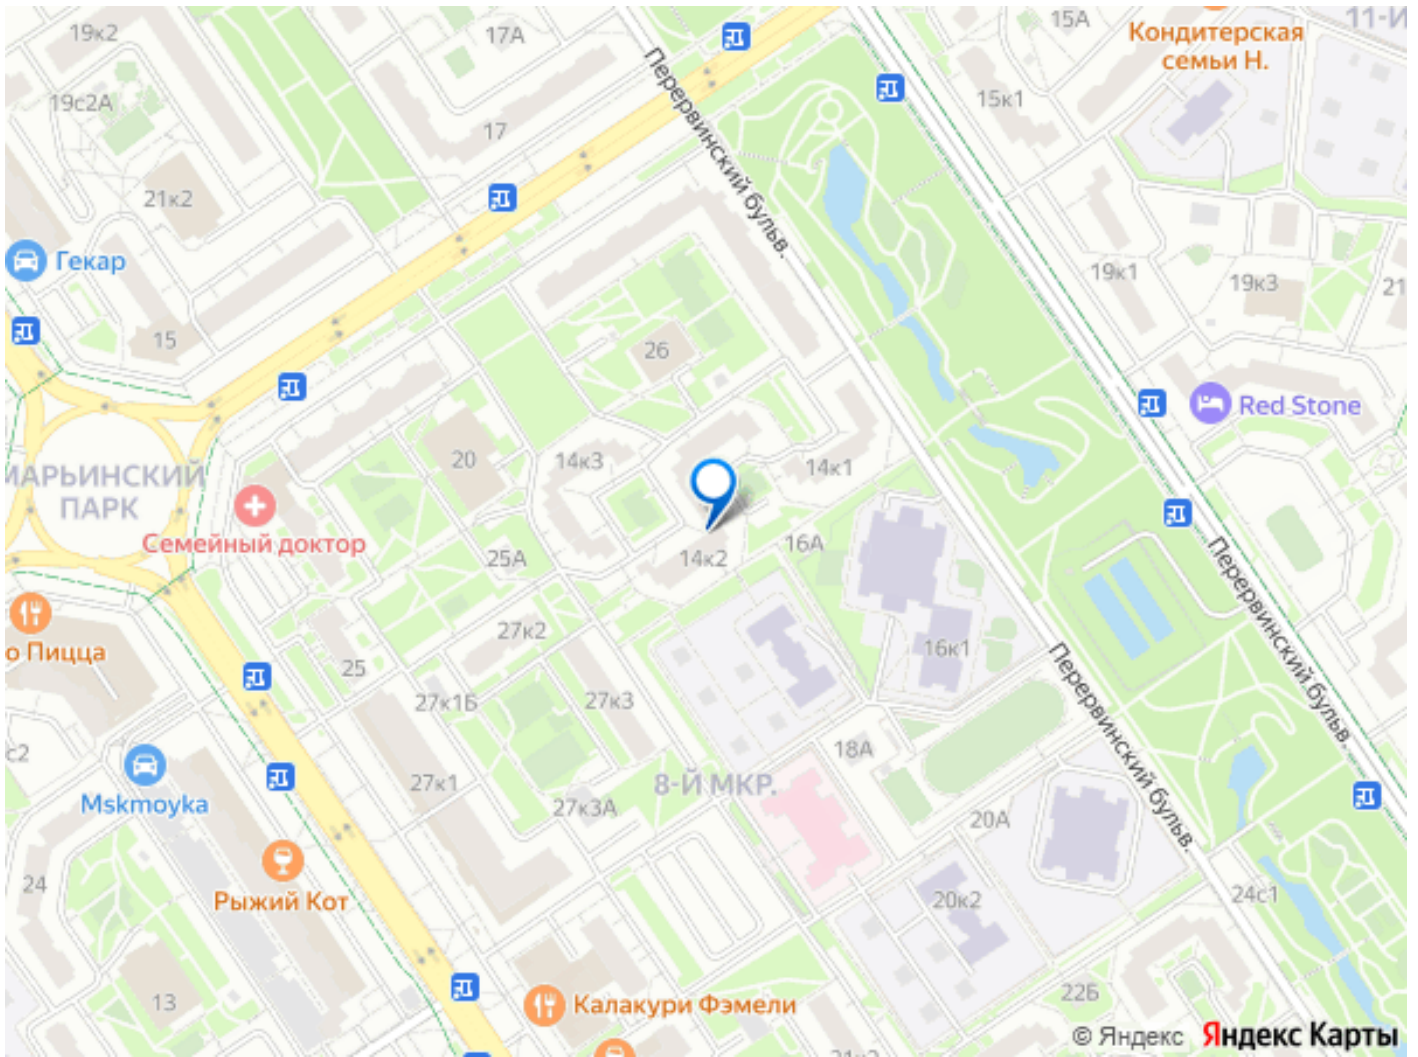 19к2
17А
15А
11-И
Кондитерская
семьи Н.
19с2А
17
15к1
Перервинский бульв.
21к2
Гекар
19к1
19к3
21
15
26
Red Stone
МАРЬИНСКИЙ
ПАРК
20
14к3
14к1
Семейный доктор
25А
14к2
16А
Перервинский бульв.
о Пицца
25
27к2
16к1
27к1Б
27к3
Перервинский бульв.
с2
18А
Mskmoyka
27к1
8-Й МКР.
27к3А
20А
24
Рыжий Кот
20к2
24с1
13
Калакури Фэмели
22Б
© Яндекс Яндекс Карты